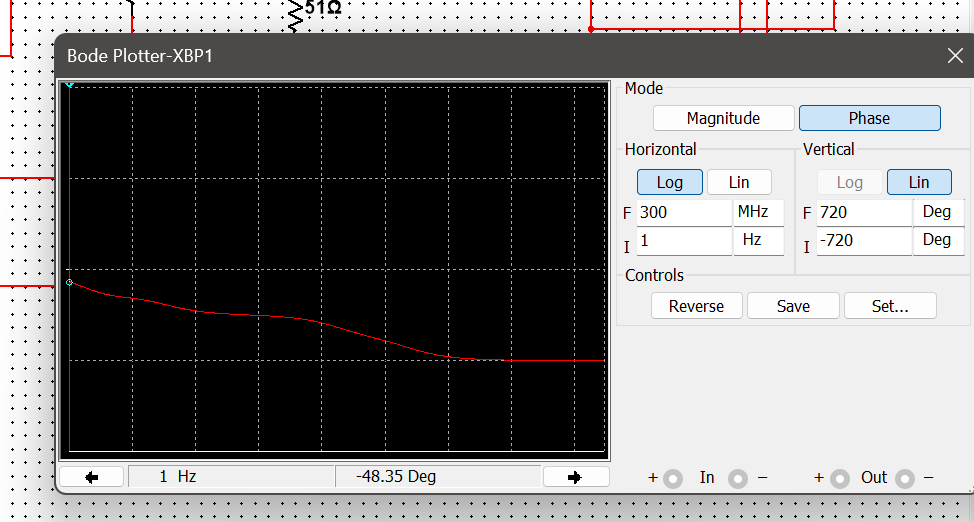 51Ω
Bode Plotter-XBP1
Mode
Magnitude Phase
Horizontal Vertical
Log Lin Log Lin
F 300 MHz F 720 Deg
I 1 Hz I -720 Deg
Controls
Reverse Save Set...
1 Hz -48.35 Deg
+ In − + Out −